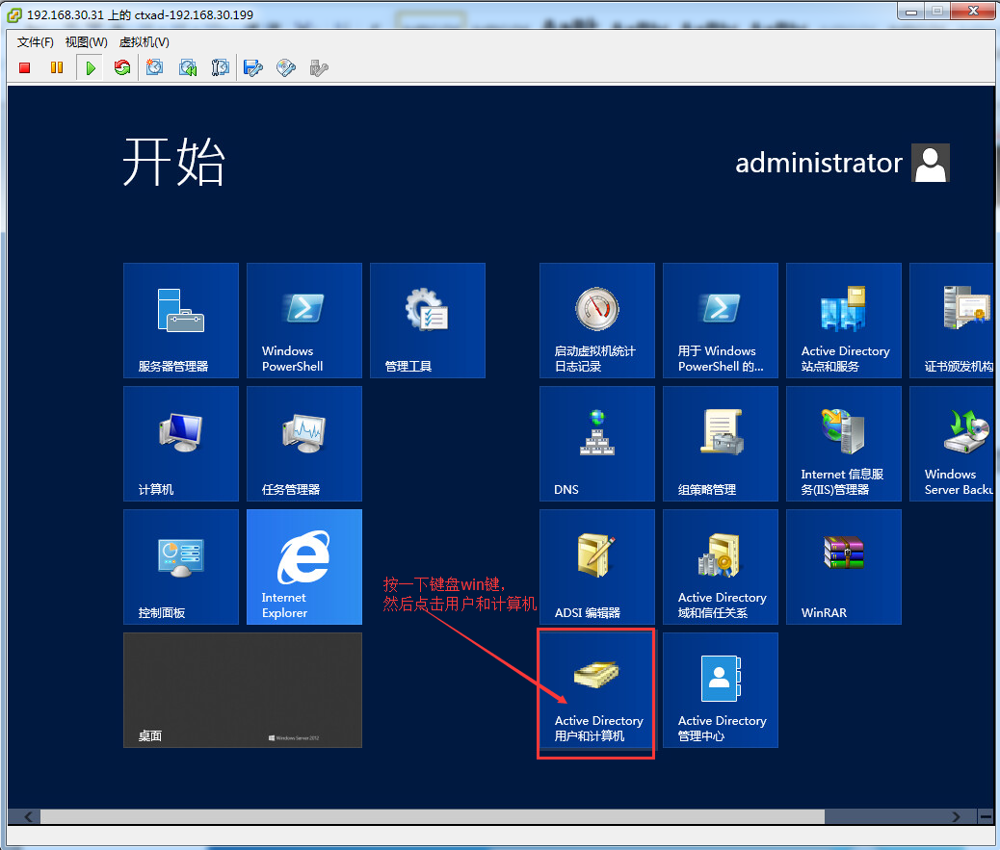 192.168.30.31 上的 ctxad-192.168.30.199
文件(F) 视图(W) 虚拟机(V)
开始
administrator
服务器管理器
Windows
PowerShell
管理工具
启动虚拟机统计
日志记录
用于 Windows
PowerShell 的...
Active Directory
站点和服务
证书颁发机构
计算机
任务管理器
DNS
组策略管理
Internet 信息服
务(IIS)管理器
Windows
Server Backu
控制面板
Internet
Explorer
按一下键盘win键，
然后点击用户和计算机
ADSI 编辑器
Active Directory
域和信任关系
WinRAR
桌面
Windows Server 2012
Active Directory
用户和计算机
Active Directory
管理中心